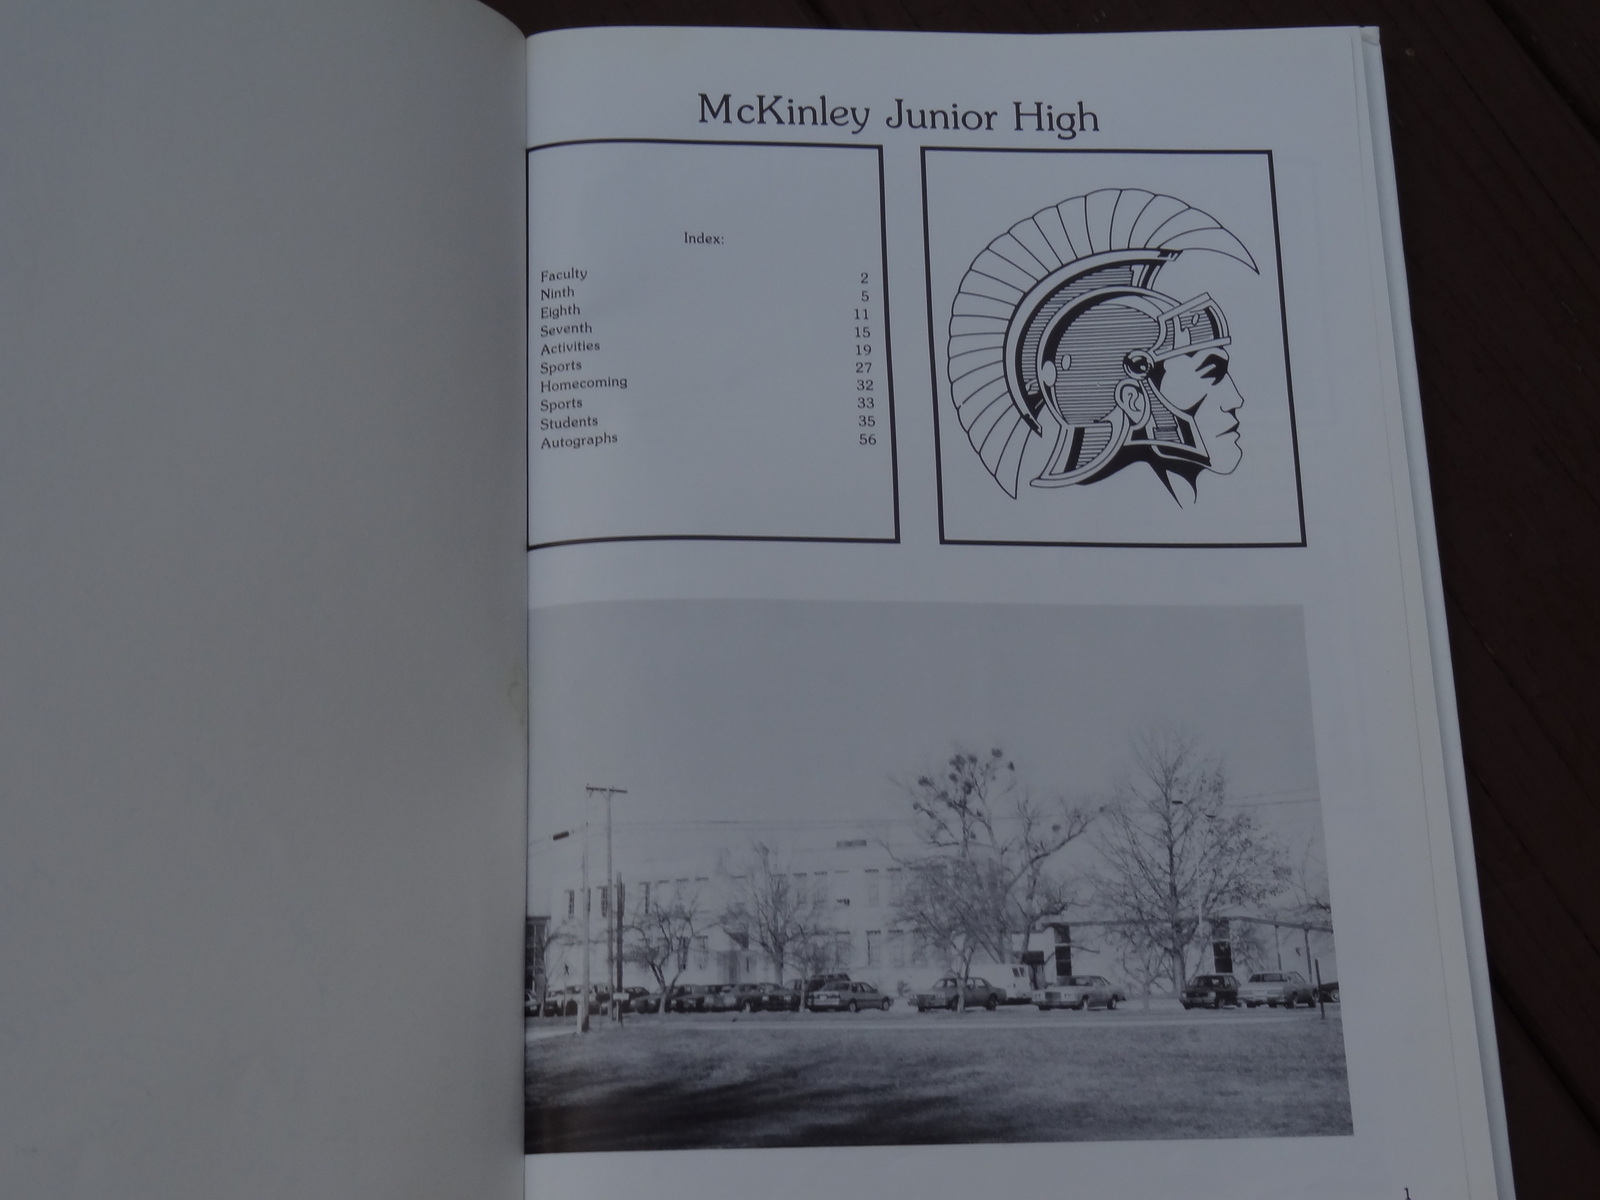 McKinley Junior High
Index:
Faculty 2
Ninth 5
Eighth 11
Seventh 15
Activities 19
Sports 27
Homecoming 32
Sports 33
Students 35
Autographs 56
1